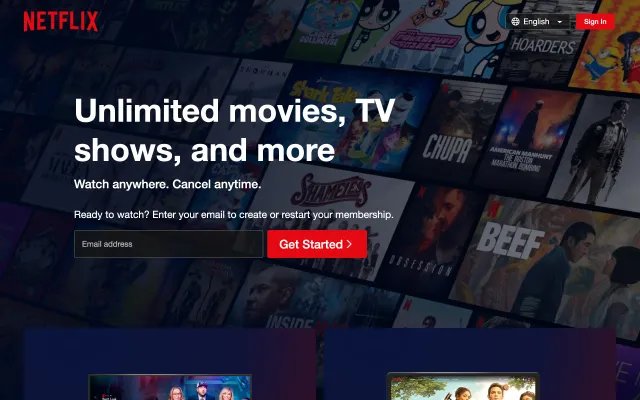 NETFLIX
English
Sign In
Unlimited movies, TV
shows, and more
Watch anywhere. Cancel anytime.
Ready to watch? Enter your email to create or restart your membership.
Email address
Get Started
HOARDERS
Shark Tale
CHUPA
AMERICAN MANHUNT
THE BOSTON
MARATHON BOMBING
SHAMELESS
OBSESSION
BEEF
INSIDE